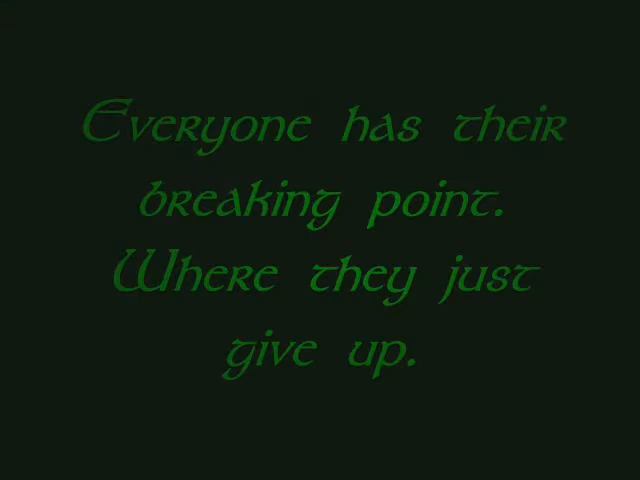 Everyone has their
breaking point.
Where they just
give up.